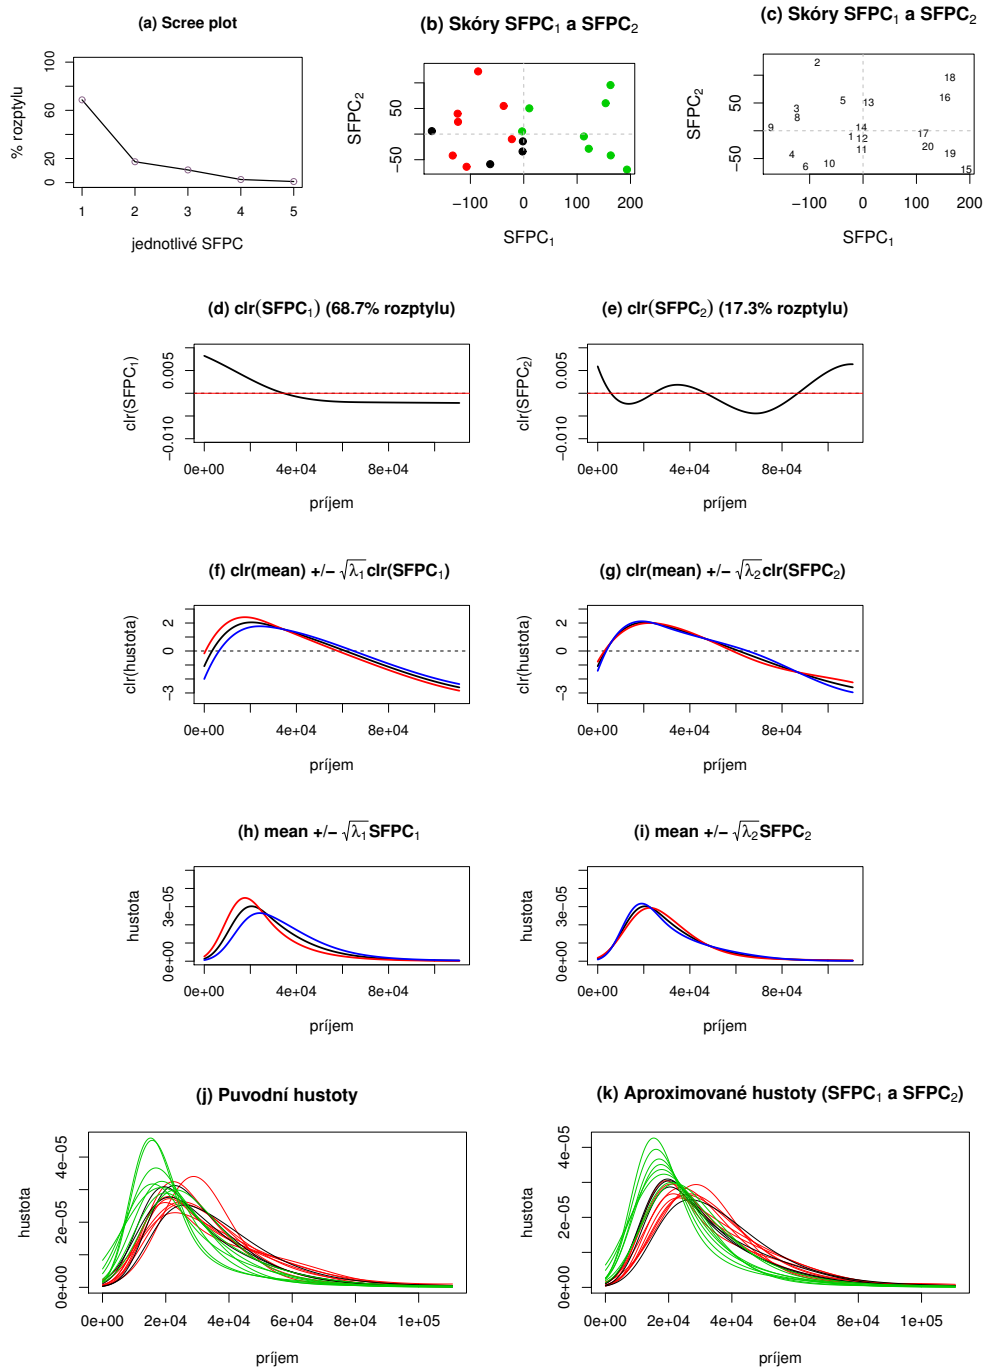 (a) Scree plot
% rozptylu
0
20
60
100
1 2 3 4 5
jednotlivé SFPC
(b) Skóry SFPC₁ a SFPC₂
SFPC₂
−50
50
−100 0 100 200
SFPC₁
(c) Skóry SFPC₁ a SFPC₂
SFPC₂
−50
50
2
18
16
5
13
3
8
9
14
1
12
17
11
20
4
19
10
6
15
−100 0 100 200
SFPC₁
(d) clr(SFPC₁) (68.7% rozptylu)
clr(SFPC₁)
−0.010
0.005
0e+00 4e+04 8e+04
príjem
(e) clr(SFPC₂) (17.3% rozptylu)
clr(SFPC₂)
−0.010
0.005
0e+00 4e+04 8e+04
príjem
(f) clr(mean) +/− √λ₁clr(SFPC₁)
clr(hustota)
−3
0
2
0e+00 4e+04 8e+04
príjem
(g) clr(mean) +/− √λ₂clr(SFPC₂)
clr(hustota)
−3
0
2
0e+00 4e+04 8e+04
príjem
(h) mean +/− √λ₁SFPC₁
hustota
0e+00
3e−05
0e+00 4e+04 8e+04
príjem
(i) mean +/− √λ₂SFPC₂
hustota
0e+00
3e−05
0e+00 4e+04 8e+04
príjem
(j) Puvodní hustoty
hustota
0e+00
2e−05
4e−05
0e+00 2e+04 4e+04 6e+04 8e+04 1e+05
príjem
(k) Aproximované hustoty (SFPC₁ a SFPC₂)
hustota
0e+00
2e−05
4e−05
0e+00 2e+04 4e+04 6e+04 8e+04 1e+05
príjem